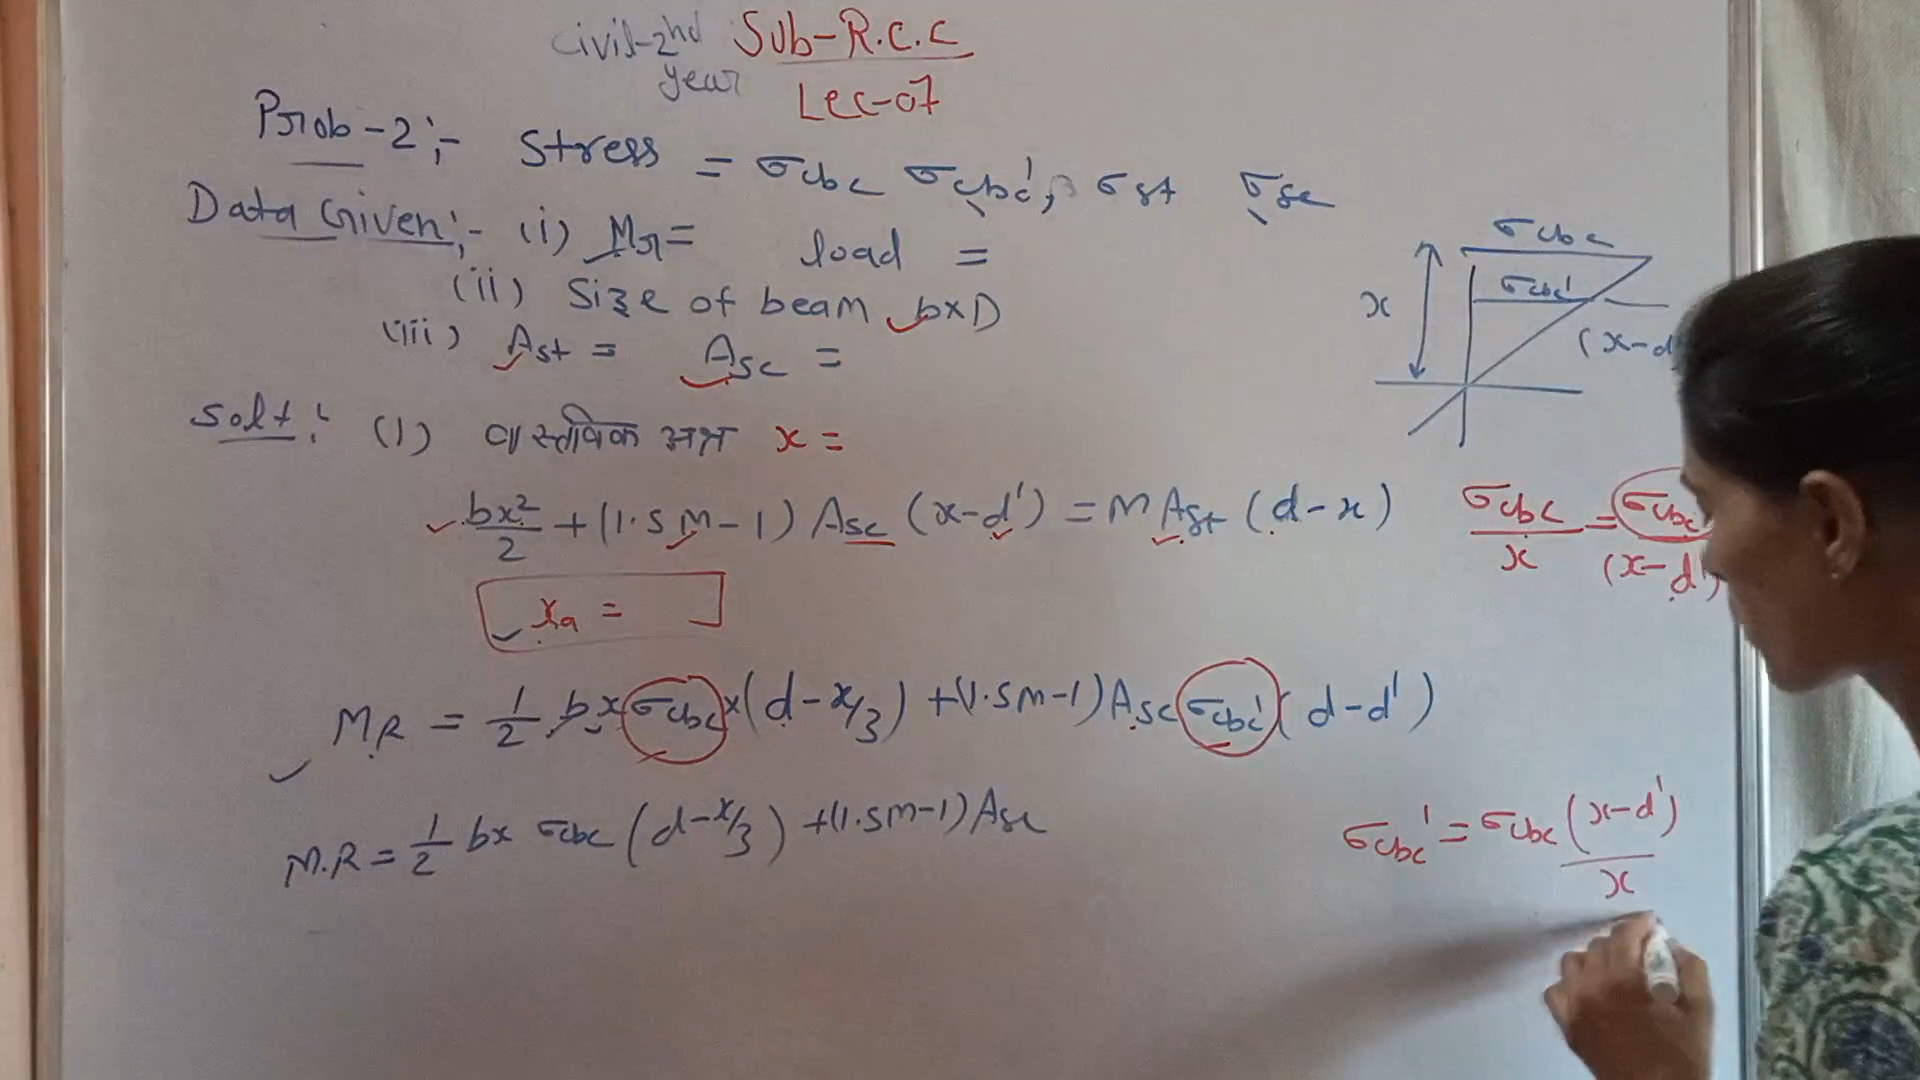 Civil-2nd year
Sub-R.C.C
Lec-07
Prob-2:- Stress = σcbc σcbc', σst σsc
Data Given:- (i) Mr = load =
(ii) Size of beam b×D
(iii) Ast = Asc =
σcbc
σcbc'
x
(x-d
Solt: (1) वास्तविक अक्ष x =
bx²/2 + (1.5m-1) Asc (x-d') = m Ast (d-x)
σcbc/x = σcbc'/(x-d')
xa =
MR = 1/2 bx σcbc × (d-x/3) + (1.5m-1) Asc σcbc' (d-d')
M.R = 1/2 bx σcbc (d-x/3) + (1.5m-1) Asc
σcbc' = σcbc (x-d')/x